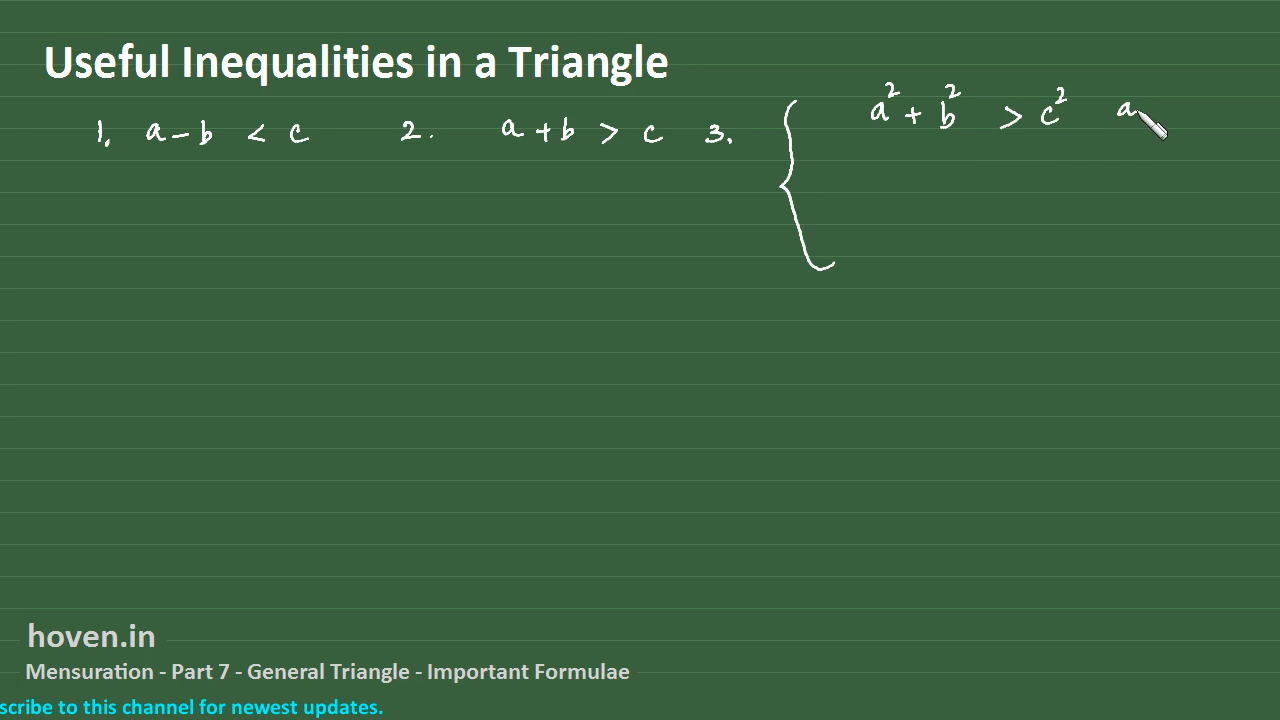 Useful Inequalities in a Triangle
1. a - b < c 2. a + b > c 3. { a² + b² > c² a
hoven.in
Mensuration - Part 7 - General Triangle - Important Formulae
scribe to this channel for newest updates.